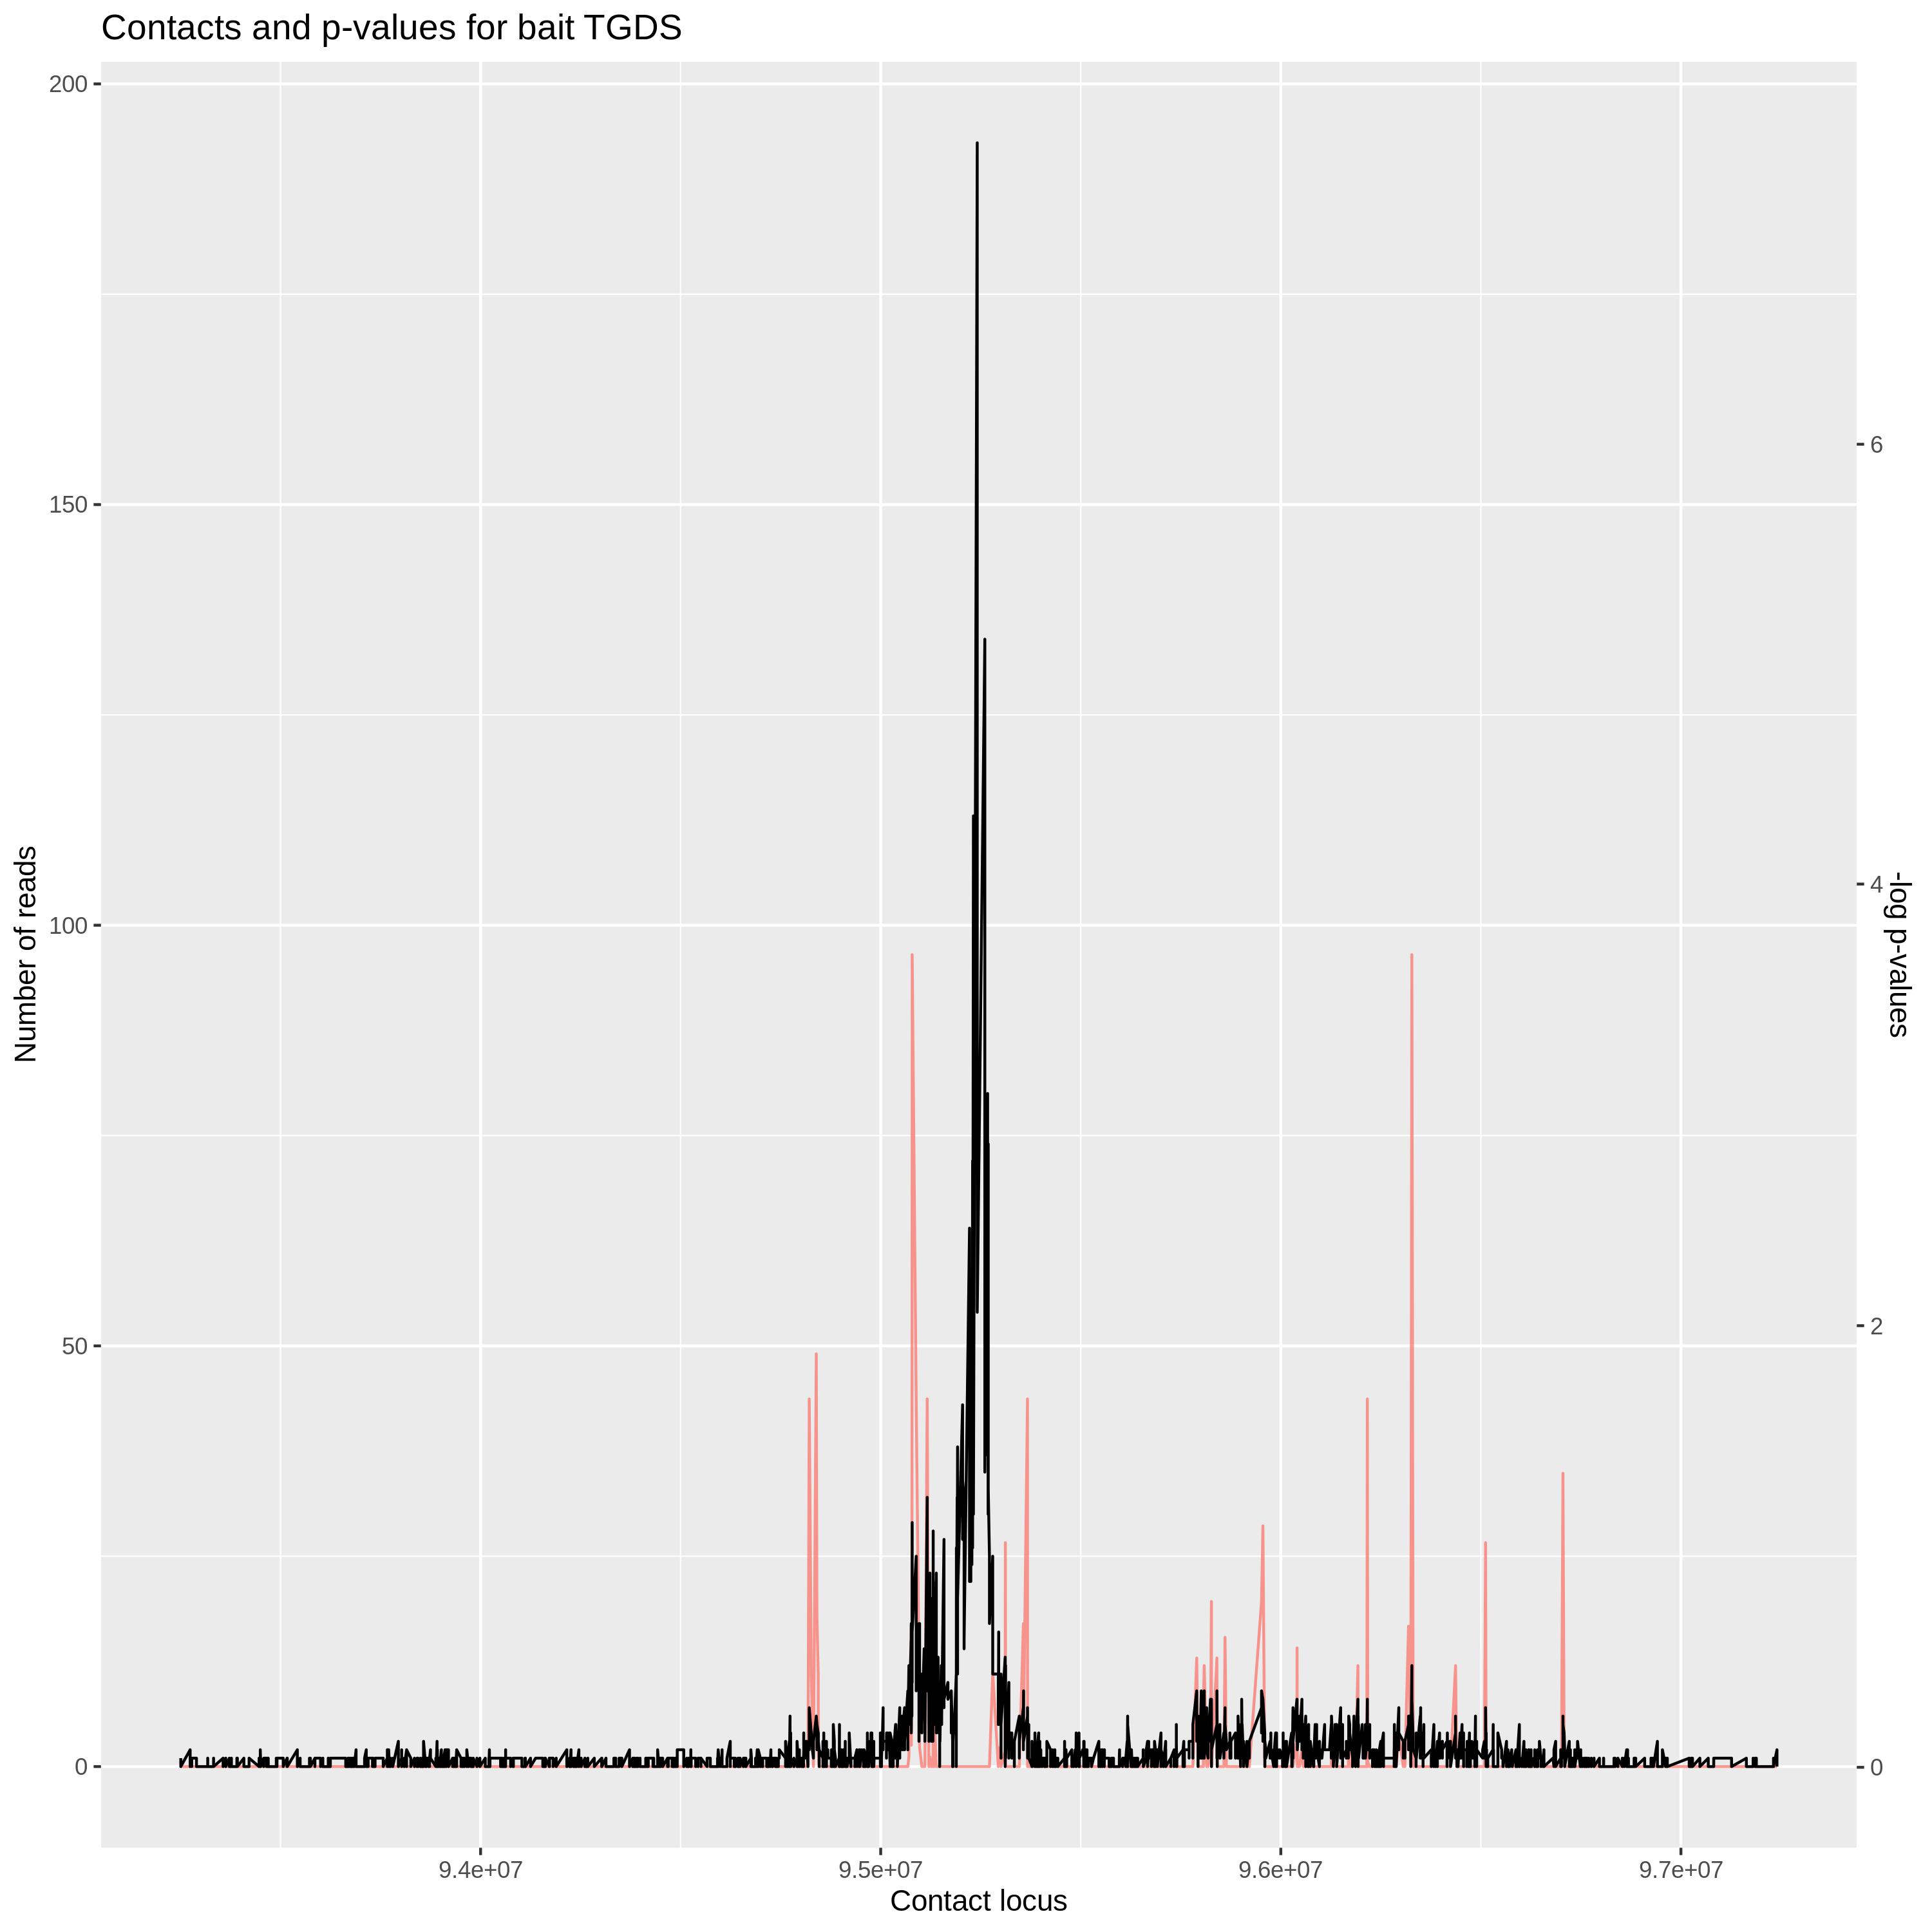 Contacts and p-values for bait TGDS
200
150
100
50
0
Number of reads
6
4
2
0
-log p-values
9.4e+07
9.5e+07
9.6e+07
9.7e+07
Contact locus